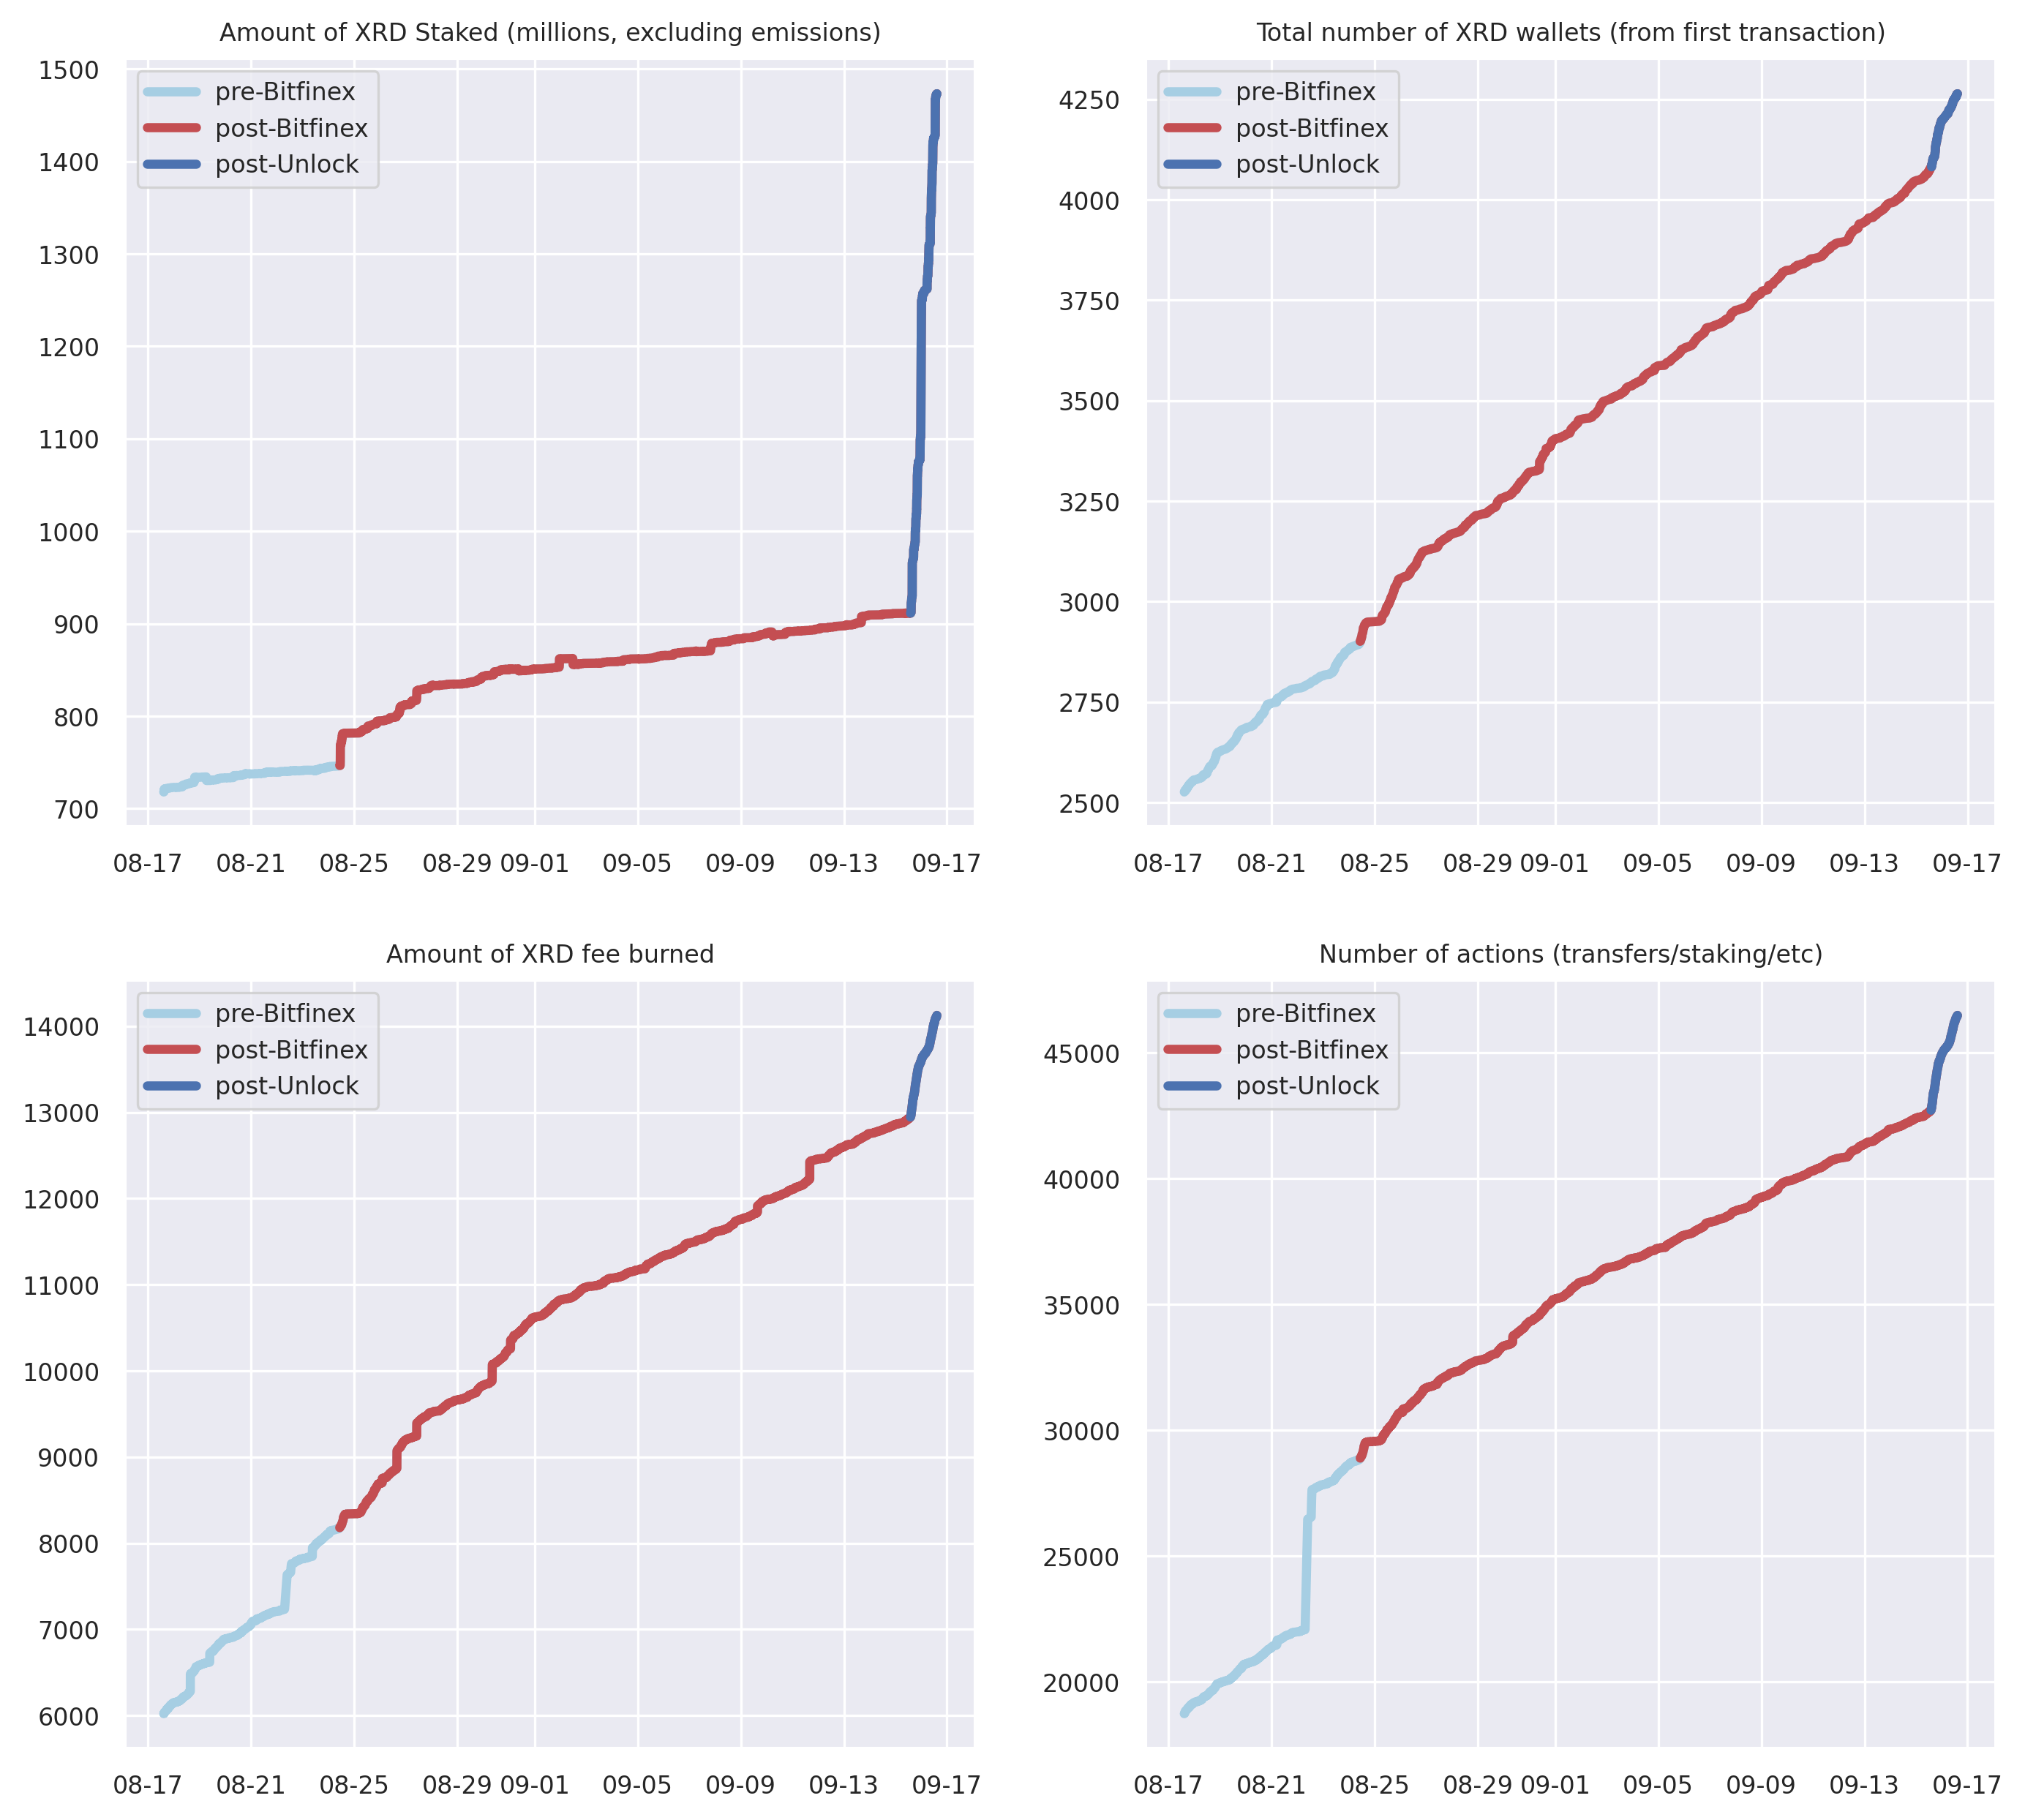 Amount of XRD Staked (millions, excluding emissions)
1500
1400
1300
1200
1100
1000
900
800
700
pre-Bitfinex
post-Bitfinex
post-Unlock
08-17 08-21 08-25 08-29 09-01 09-05 09-09 09-13 09-17
Total number of XRD wallets (from first transaction)
4250
4000
3750
3500
3250
3000
2750
2500
pre-Bitfinex
post-Bitfinex
post-Unlock
08-17 08-21 08-25 08-29 09-01 09-05 09-09 09-13 09-17
Amount of XRD fee burned
14000
13000
12000
11000
10000
9000
8000
7000
6000
pre-Bitfinex
post-Bitfinex
post-Unlock
08-17 08-21 08-25 08-29 09-01 09-05 09-09 09-13 09-17
Number of actions (transfers/staking/etc)
45000
40000
35000
30000
25000
20000
pre-Bitfinex
post-Bitfinex
post-Unlock
08-17 08-21 08-25 08-29 09-01 09-05 09-09 09-13 09-17